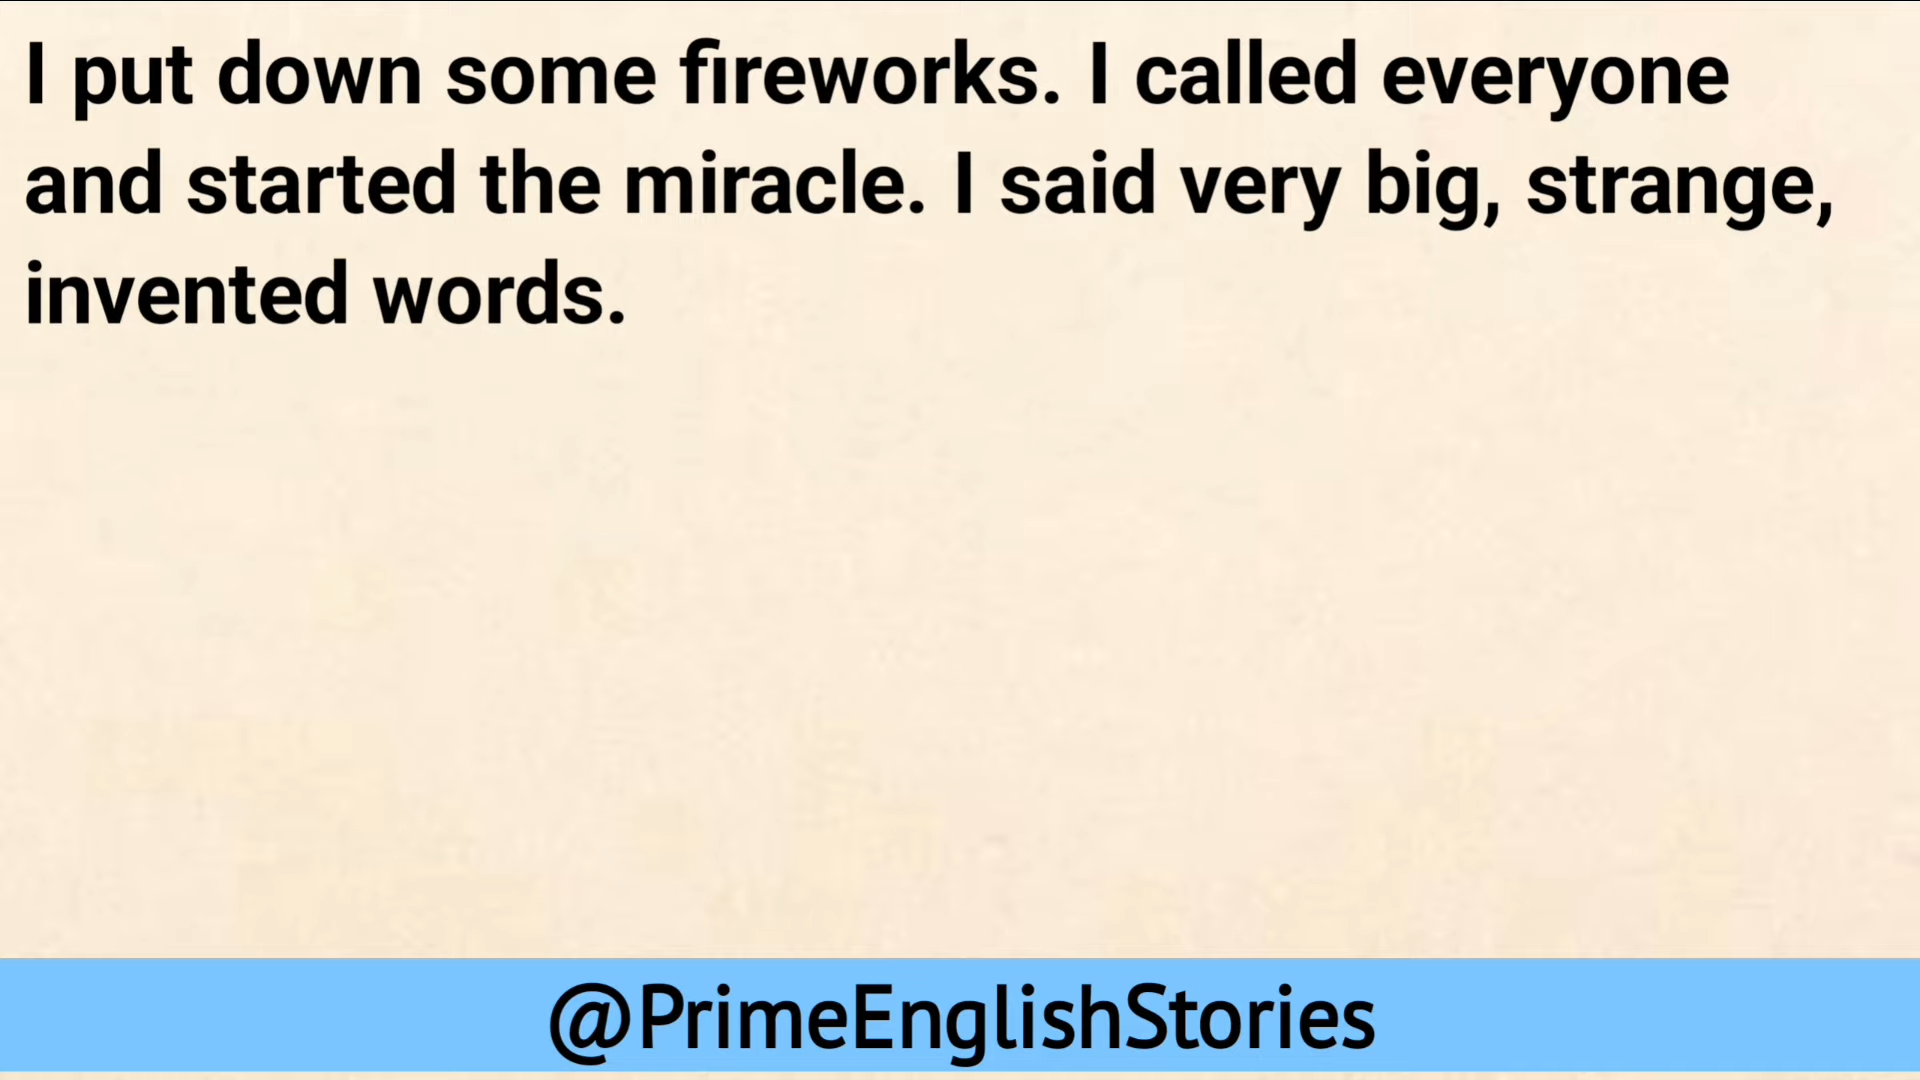 I put down some fireworks. I called everyone
and started the miracle. I said very big, strange,
invented words.
@PrimeEnglishStories